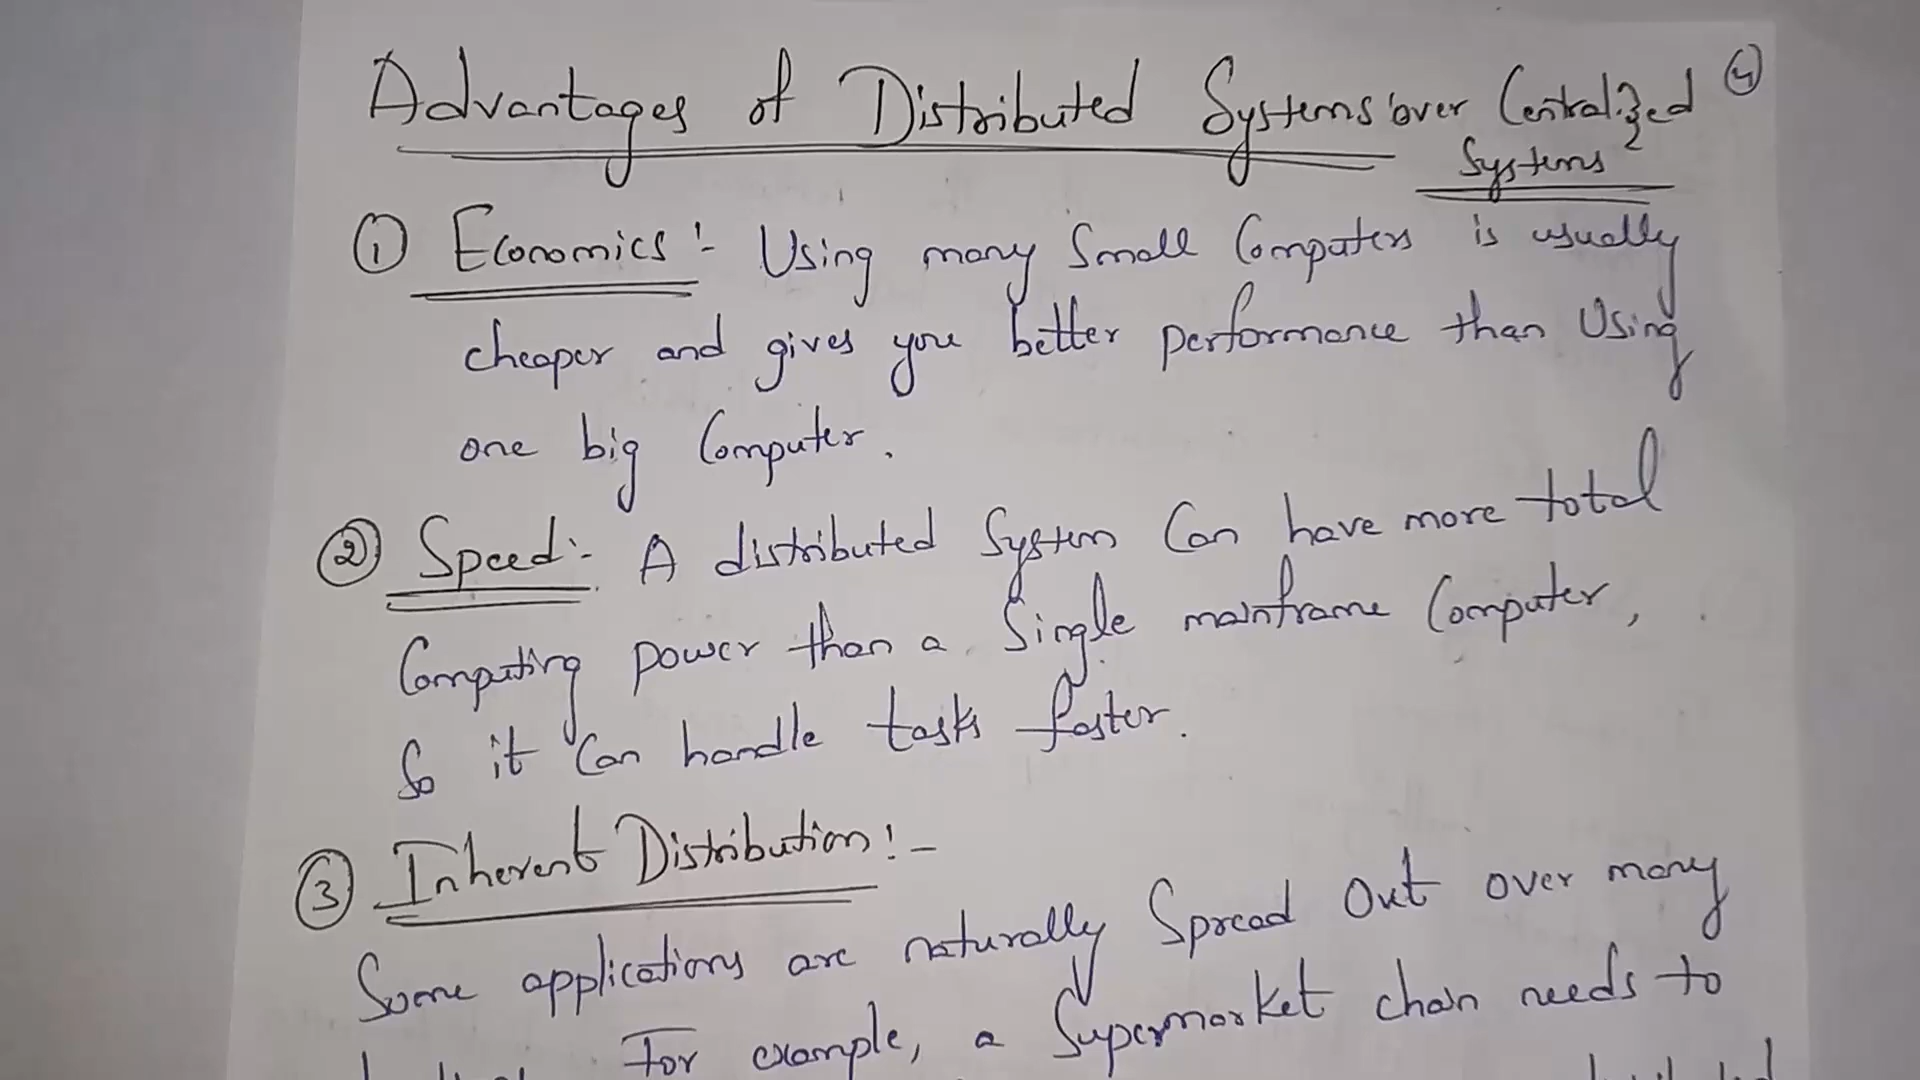 Advantages of Distributed Systems over Centralized ④
Systems
① Economics :- Using many Small Computers is usually
cheaper and gives you better performance than Using
one big Computer.
② Speed :- A distributed System Can have more total
Computing power than a Single mainframe Computer,
So it Can handle tasks faster.
③ Inherent Distribution :-
Some applications are naturally Spread Out over many
For example, a Supermarket chain needs to